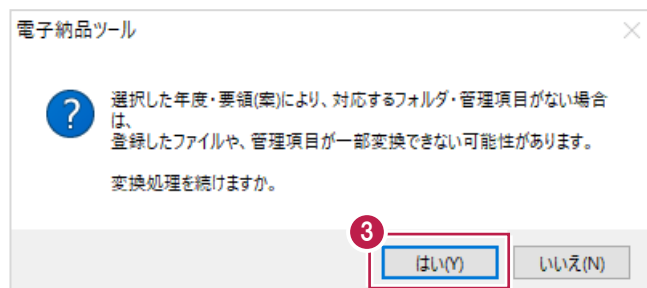 電子納品ツール
選択した年度・要領(案)により、対応するフォルダ・管理項目がない場合
は、
登録したファイルや、管理項目が一部変換できない可能性があります。
変換処理を続けますか。
3
はい(Y)
いいえ(N)